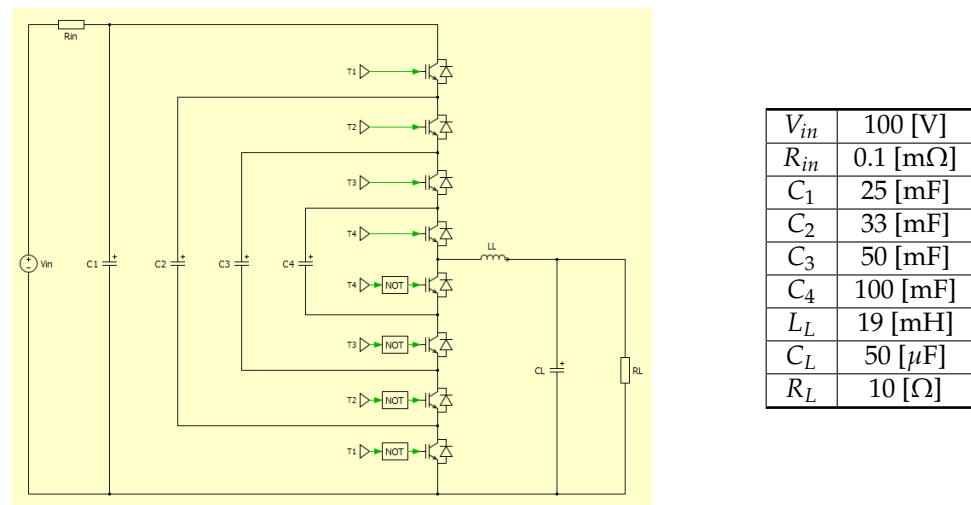 Rin
T1
T2
T3
T4
LL
Vin
C1
C2
C3
C4
T4 NOT
T3 NOT
CL
RL
T2 NOT
T1 NOT
V_in 100 [V]
R_in 0.1 [mΩ]
C_1 25 [mF]
C_2 33 [mF]
C_3 50 [mF]
C_4 100 [mF]
L_L 19 [mH]
C_L 50 [μF]
R_L 10 [Ω]